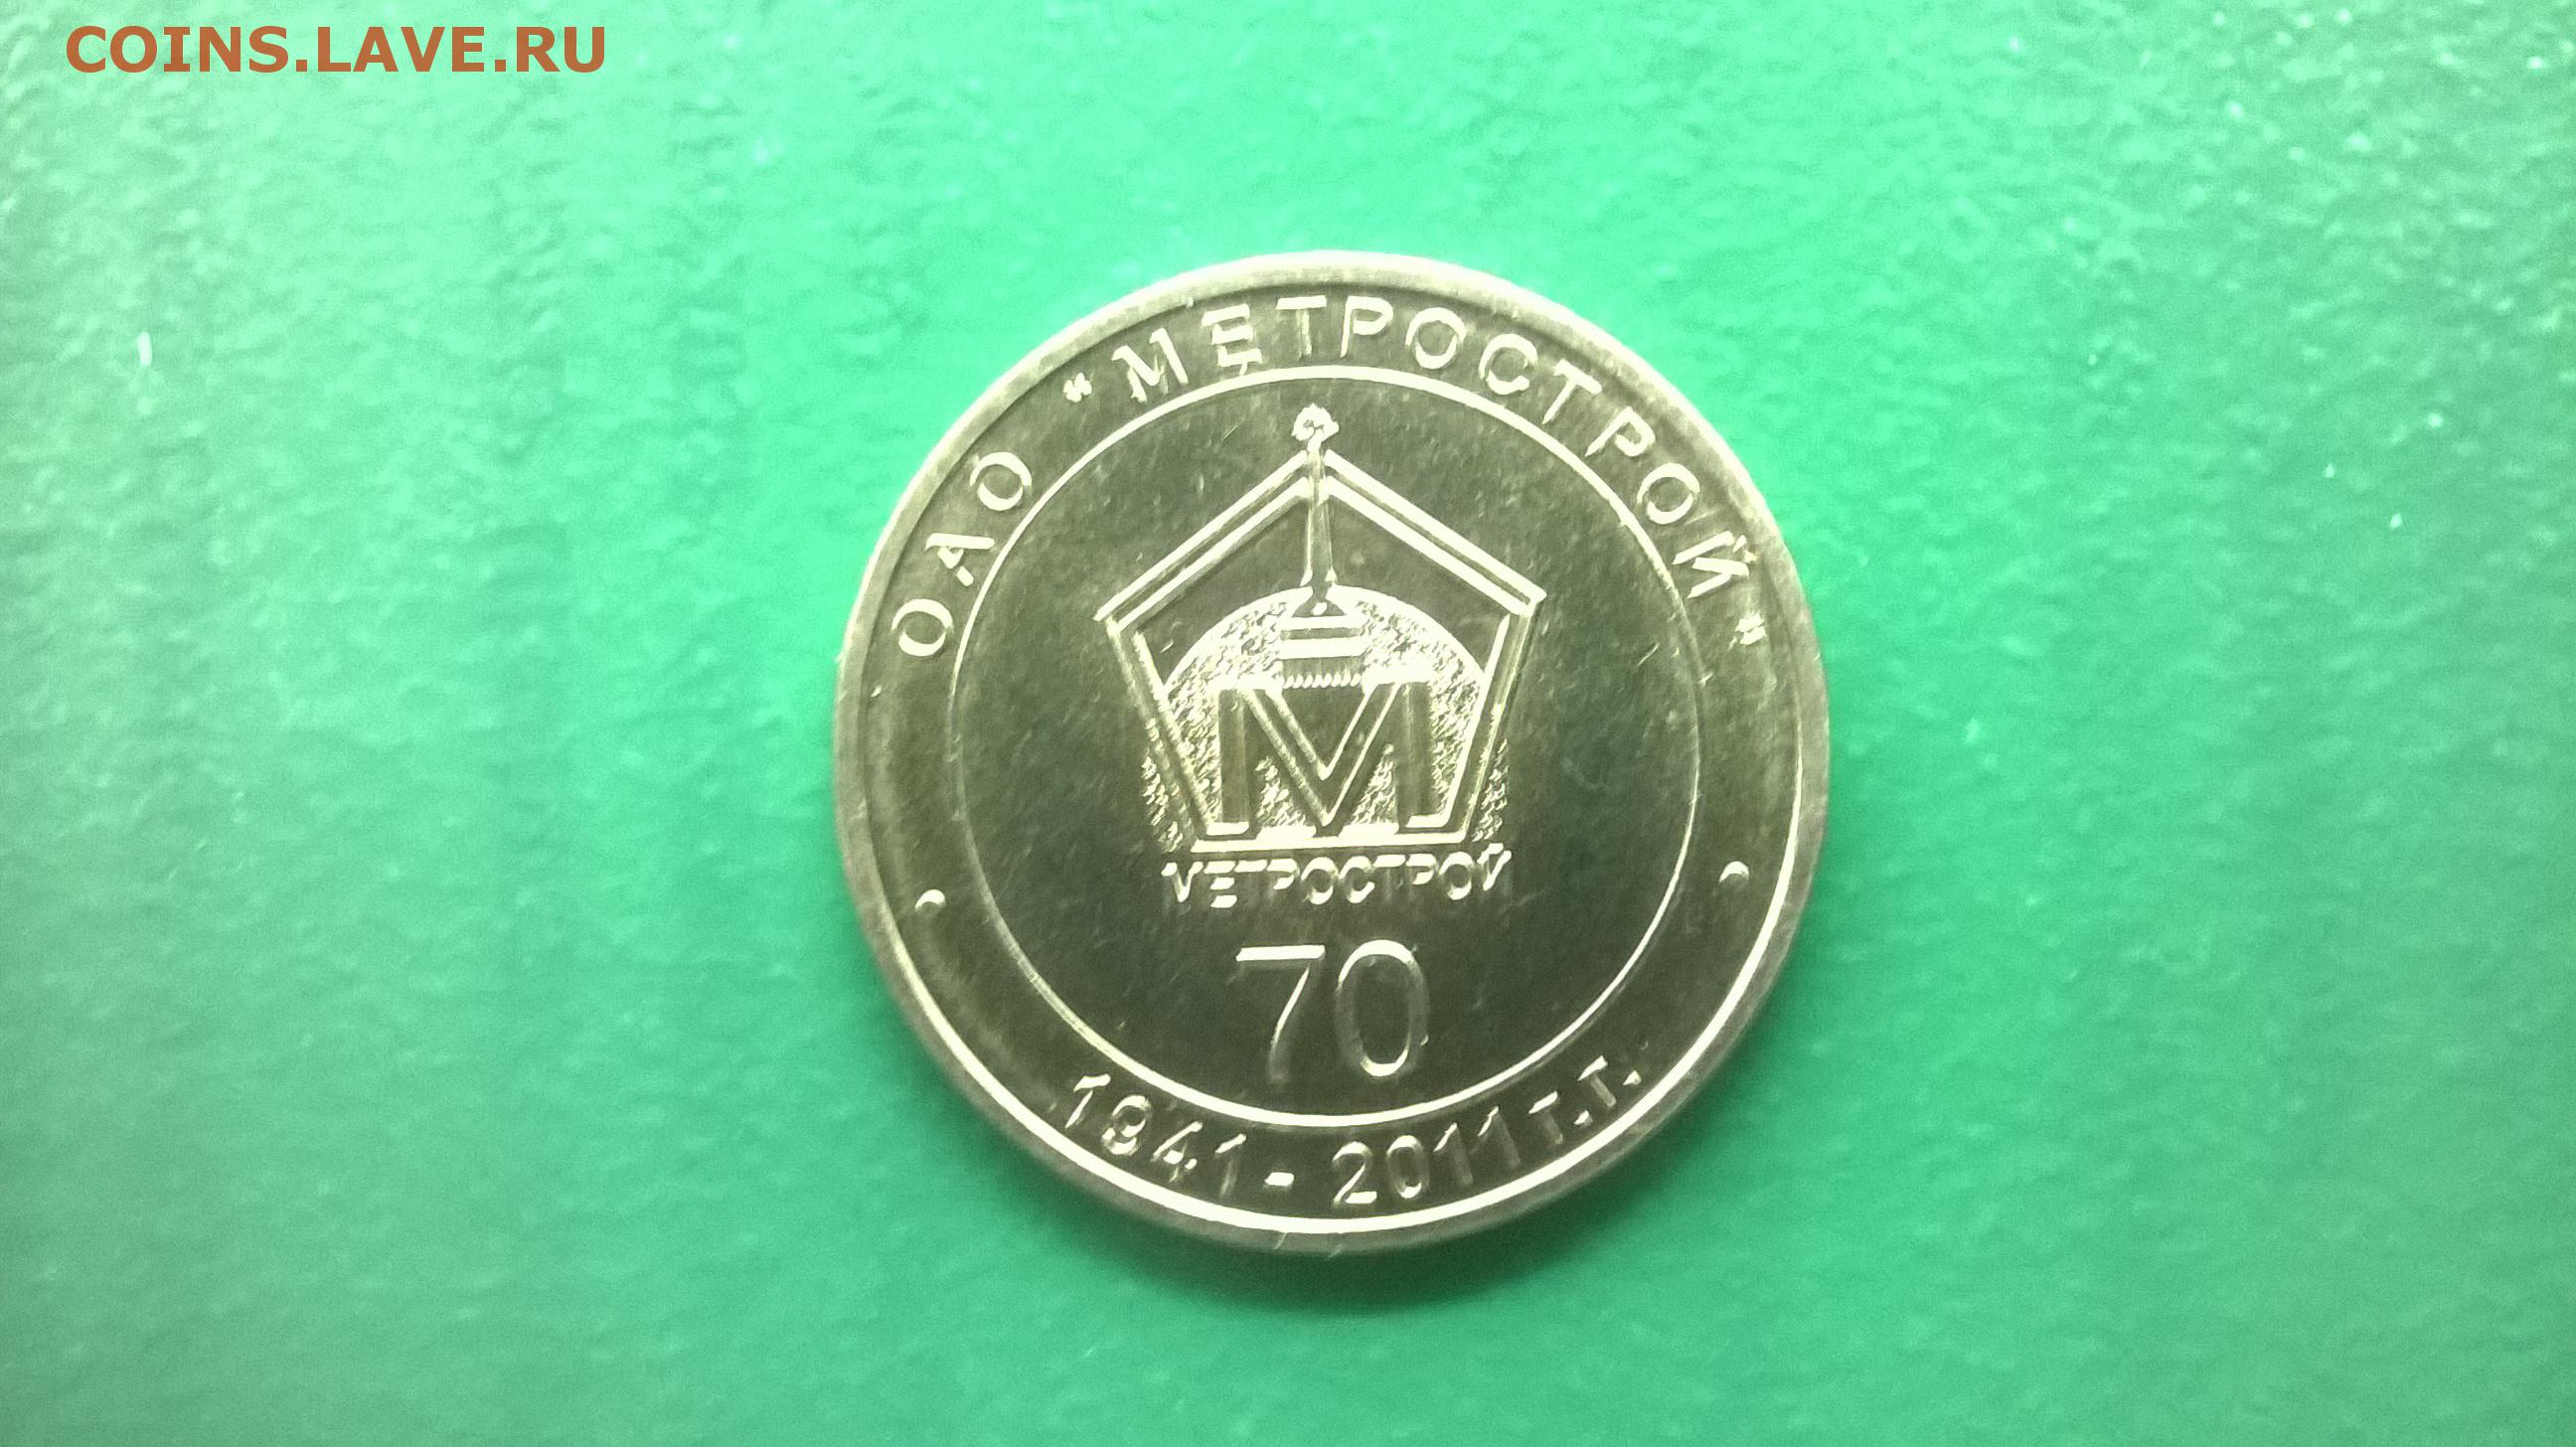 COINS.LAVE.RU
ОАО "МЕТРОСТРОЙ"
М
МЕТРОСТРОЙ
70
1941 - 2011 г.г.